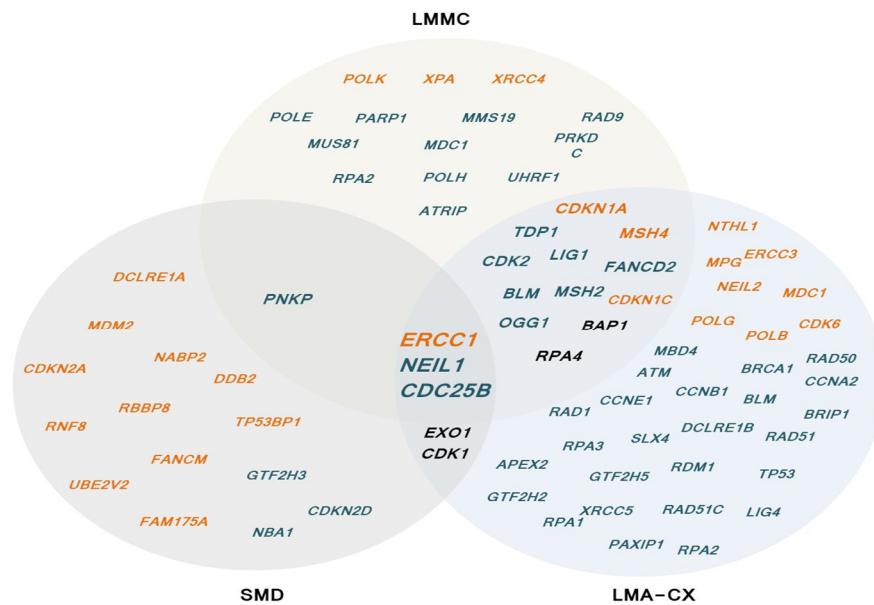 LMMC
POLK XPA XRCC4
POLE PARP1 MMS19 RAD9
MUS81 MDC1 PRKD
C
RPA2 POLH UHRF1
ATRIP CDKN1A
TDP1 MSH4 NTHL1
CDK2 LIG1 FANCD2 MPG ERCC3
DCLRE1A
PNKP BLM MSH2 CDKN1C NEIL2 MDC1
MDM2 OGG1 BAP1 POLG POLB CDK6
ERCC1
NABP2 RPA4 MBD4 RAD50
CDKN2A DDB2 NEIL1 ATM BRCA1 CCNA2
CDC25B
RBBP8 RAD1 CCNE1 CCNB1 BLM BRIP1
RNF8 TP53BP1 EXO1 RPA3 SLX4 DCLRE1B RAD51
CDK1
FANCM GTF2H3 APEX2 GTF2H5 RDM1 TP53
UBE2V2 GTF2H2
FAM175A CDKN2D RPA1 XRCC5 RAD51C LIG4
NBA1 PAXIP1 RPA2
SMD LMA-CX